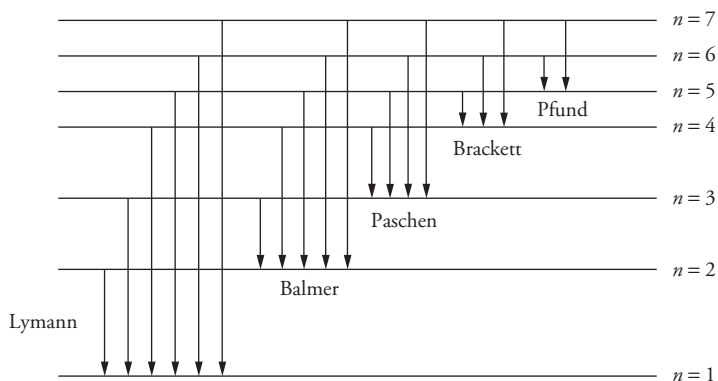 n = 7
n = 6
n = 5
Pfund
n = 4
Brackett
n = 3
Paschen
n = 2
Balmer
Lymann
n = 1